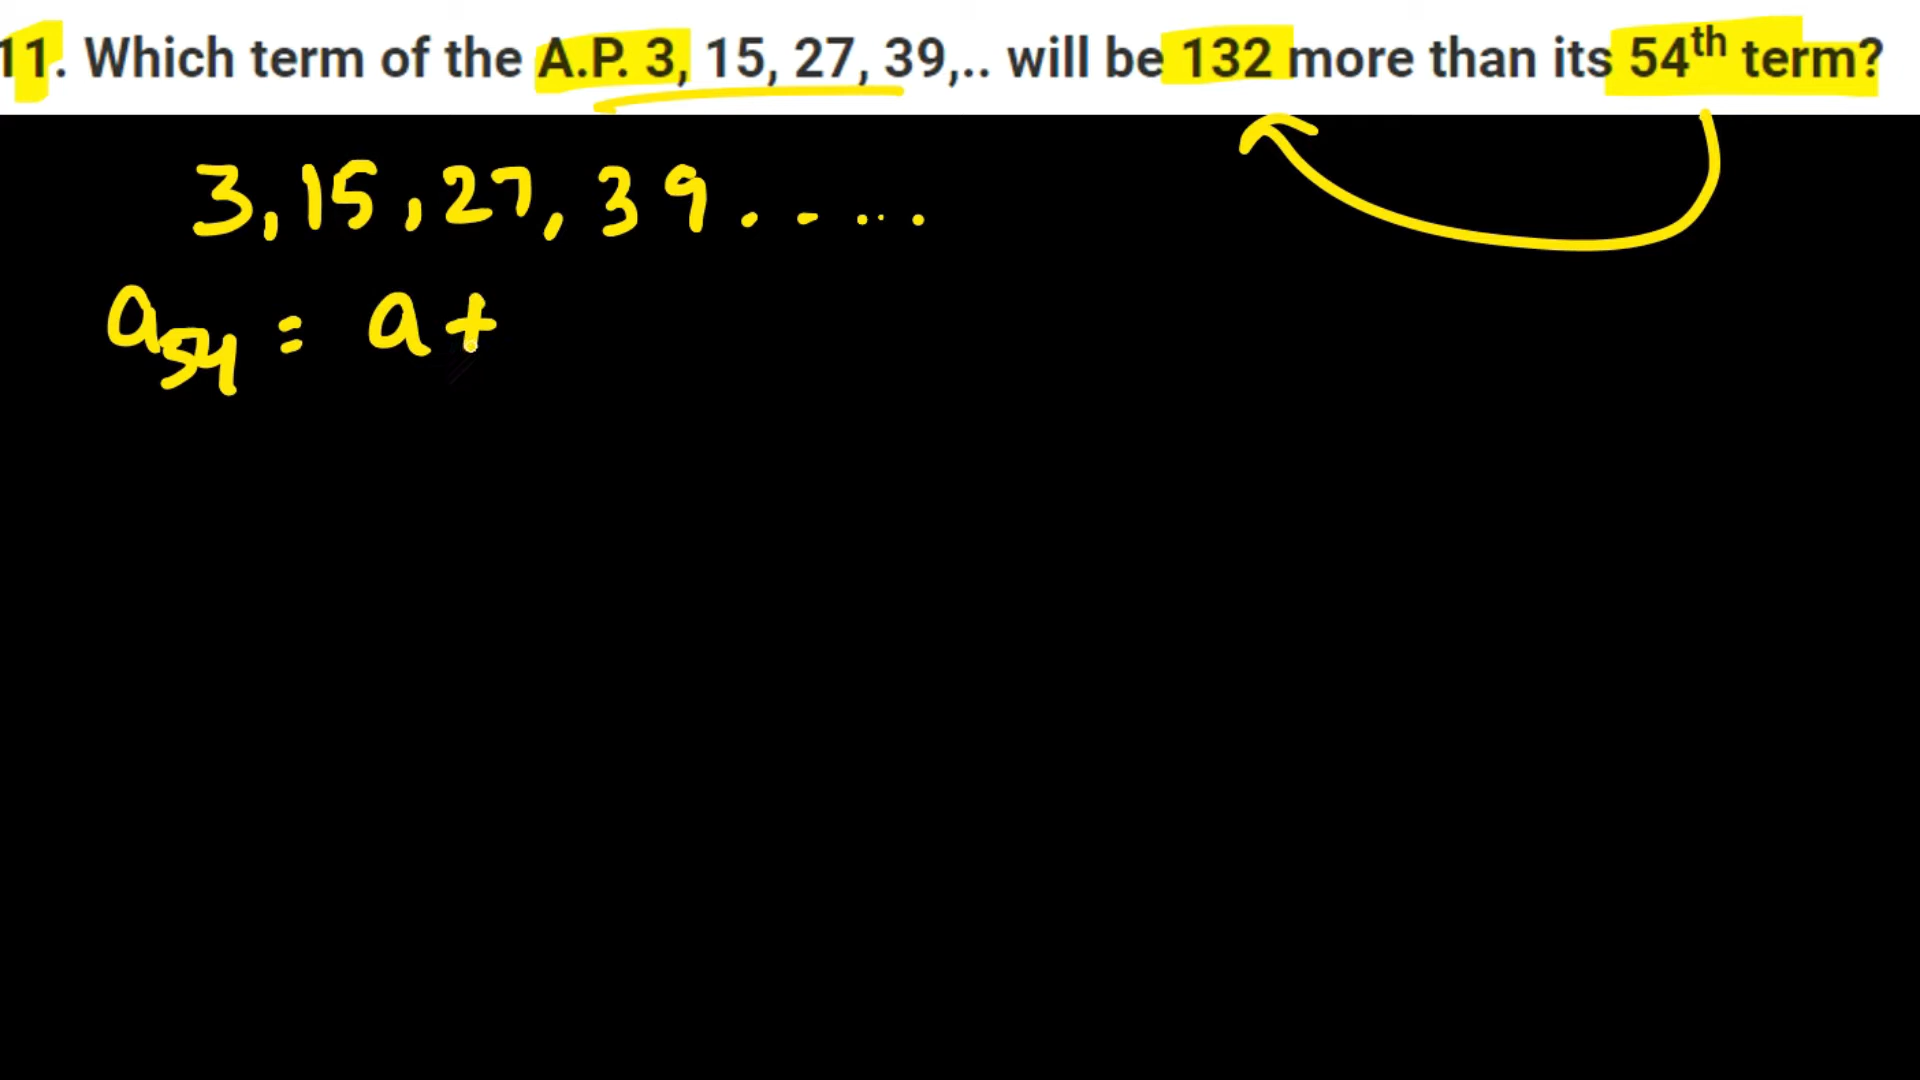 11. Which term of the A.P. 3, 15, 27, 39,.. will be 132 more than its 54th term?
3, 15, 27, 39. . . . .
a54 = a +